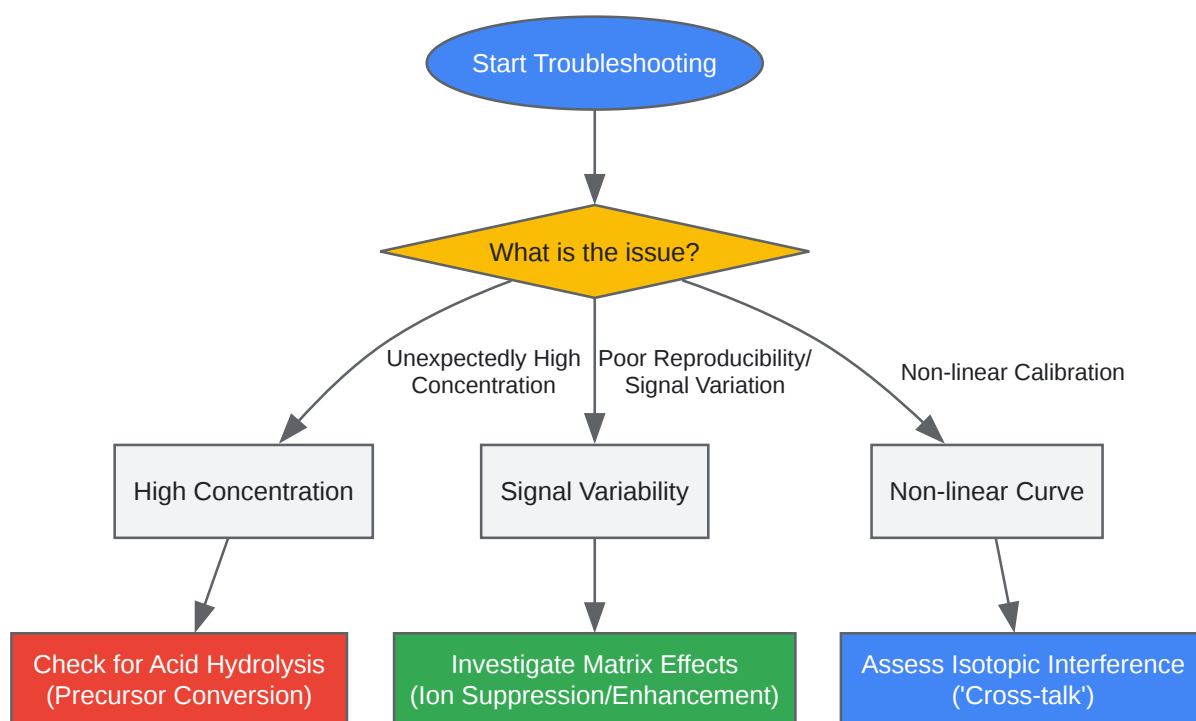 Start Troubleshooting
What is the issue?
Unexpectedly High
Concentration
Poor Reproducibility/
Signal Variation
Non-linear Calibration
High Concentration
Signal Variability
Non-linear Curve
Check for Acid Hydrolysis
(Precursor Conversion)
Investigate Matrix Effects
(Ion Suppression/Enhancement)
Assess Isotopic Interference
('Cross-talk')